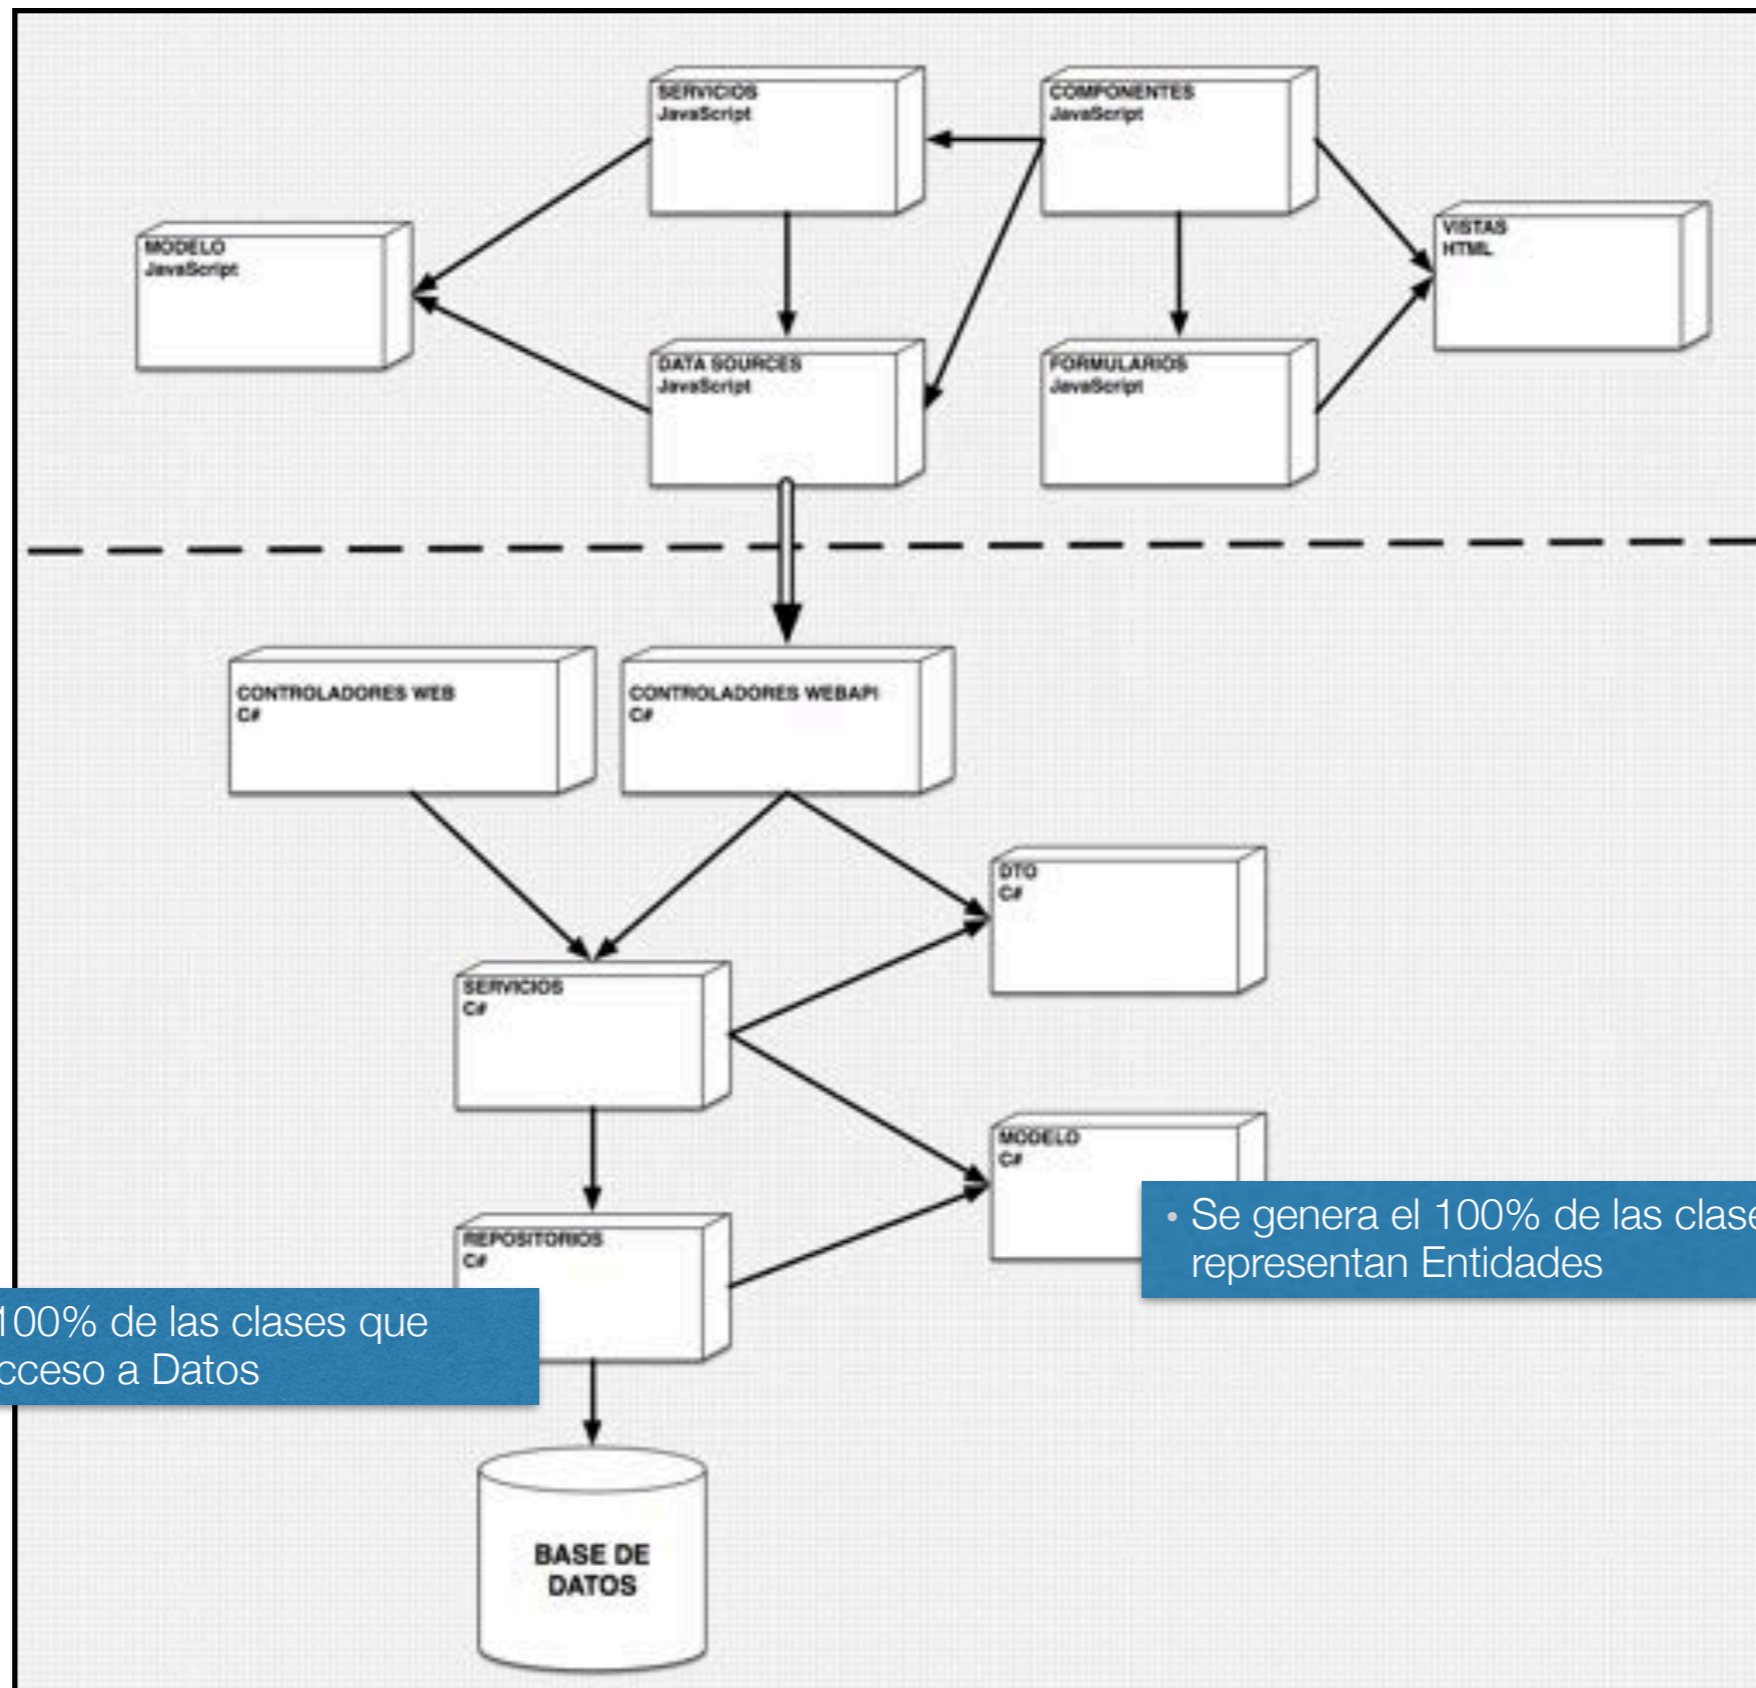 SERVICIOS
JavaScript
COMPONENTES
JavaScript
MODELO
JavaScript
VISTAS
HTML
DATA SOURCES
JavaScript
FORMULARIOS
JavaScript
CONTROLADORES WEB
C#
CONTROLADORES WEBAPI
C#
DTO
C#
SERVICIOS
C#
MODELO
C#
• Se genera el 100% de las clase
representan Entidades
REPOSITORIOS
C#
100% de las clases que
cceso a Datos
BASE DE
DATOS